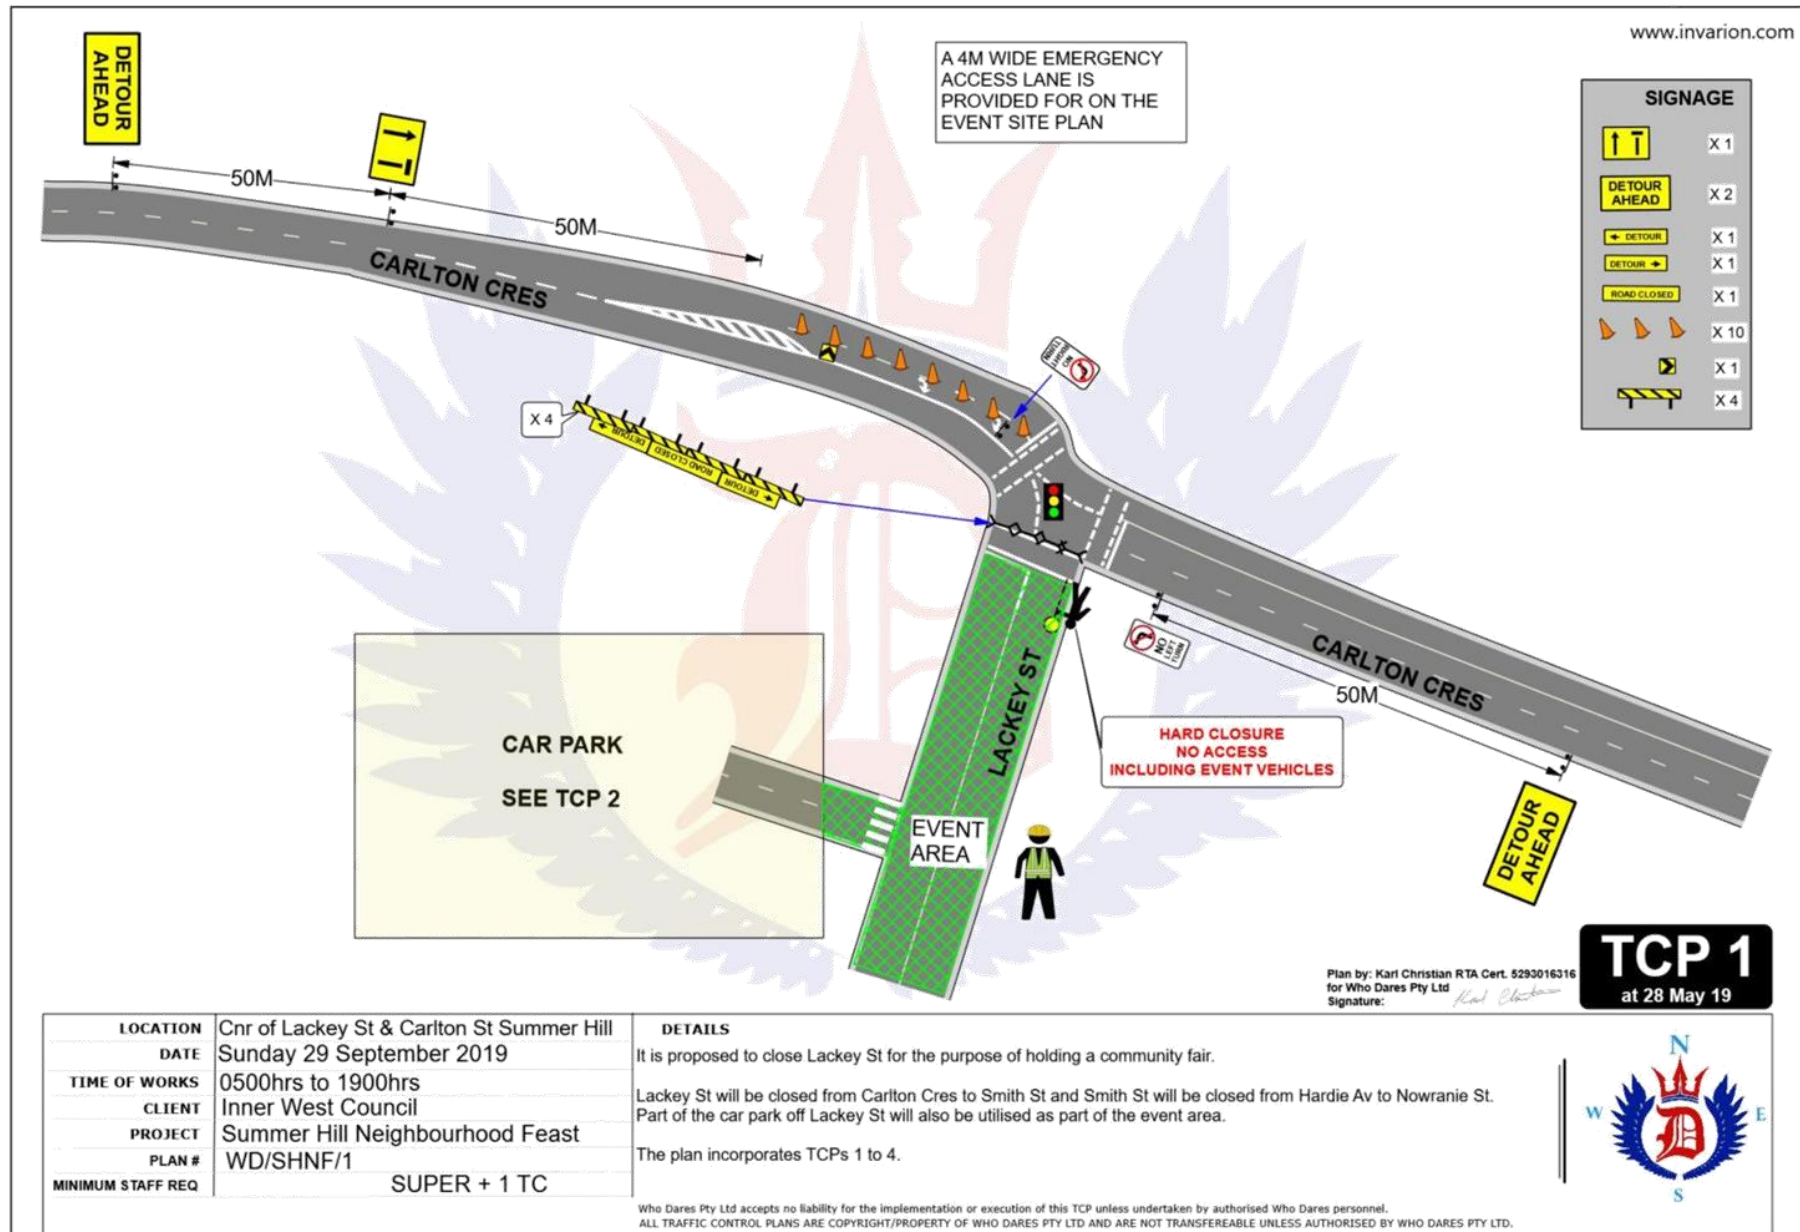 www.invarion.com
DETOUR
AHEAD
A 4M WIDE EMERGENCY
ACCESS LANE IS
PROVIDED FOR ON THE
EVENT SITE PLAN
SIGNAGE
X 1
DETOUR
AHEAD
X 2
DETOUR
X 1
DETOUR
X 1
ROAD CLOSED
X 1
X 10
X 1
X 4
50M
50M
CARLTON CRES
NO
RIGHT
TURN
X 4
DETOUR
ROAD CLOSED
DETOUR
NO
LEFT
TURN
CARLTON CRES
50M
LACKEY ST
HARD CLOSURE
NO ACCESS
INCLUDING EVENT VEHICLES
CAR PARK
SEE TCP 2
EVENT
AREA
DETOUR
AHEAD
Plan by: Karl Christian RTA Cert. 5293016316
for Who Dares Pty Ltd
Signature:
TCP 1
at 28 May 19
LOCATION Cnr of Lackey St & Carlton St Summer Hill
DATE Sunday 29 September 2019
TIME OF WORKS 0500hrs to 1900hrs
CLIENT Inner West Council
PROJECT Summer Hill Neighbourhood Feast
PLAN # WD/SHNF/1
MINIMUM STAFF REQ SUPER + 1 TC
DETAILS
It is proposed to close Lackey St for the purpose of holding a community fair.
Lackey St will be closed from Carlton Cres to Smith St and Smith St will be closed from Hardie Av to Nowranie St.
Part of the car park off Lackey St will also be utilised as part of the event area.
The plan incorporates TCPs 1 to 4.
Who Dares Pty Ltd accepts no liability for the implementation or execution of this TCP unless undertaken by authorised Who Dares personnel.
ALL TRAFFIC CONTROL PLANS ARE COPYRIGHT/PROPERTY OF WHO DARES PTY LTD AND ARE NOT TRANSFEREABLE UNLESS AUTHORISED BY WHO DARES PTY LTD.
N
W
E
D
S